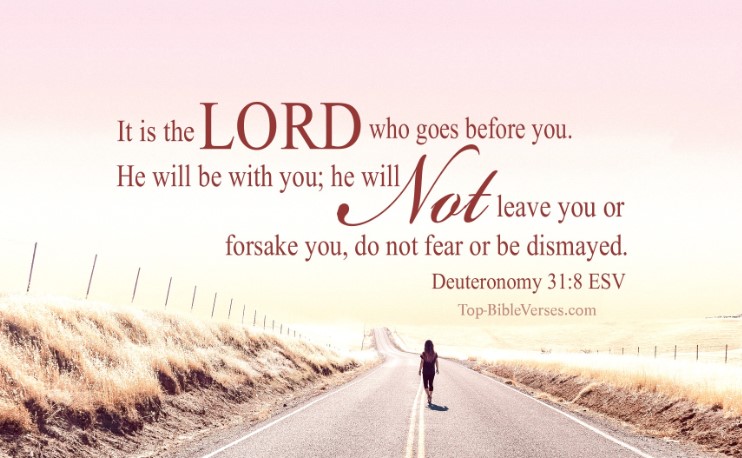 It is the LORD who goes before you.
He will be with you; he will Not leave you or
forsake you, do not fear or be dismayed.
Deuteronomy 31:8 ESV
Top-BibleVerses.com